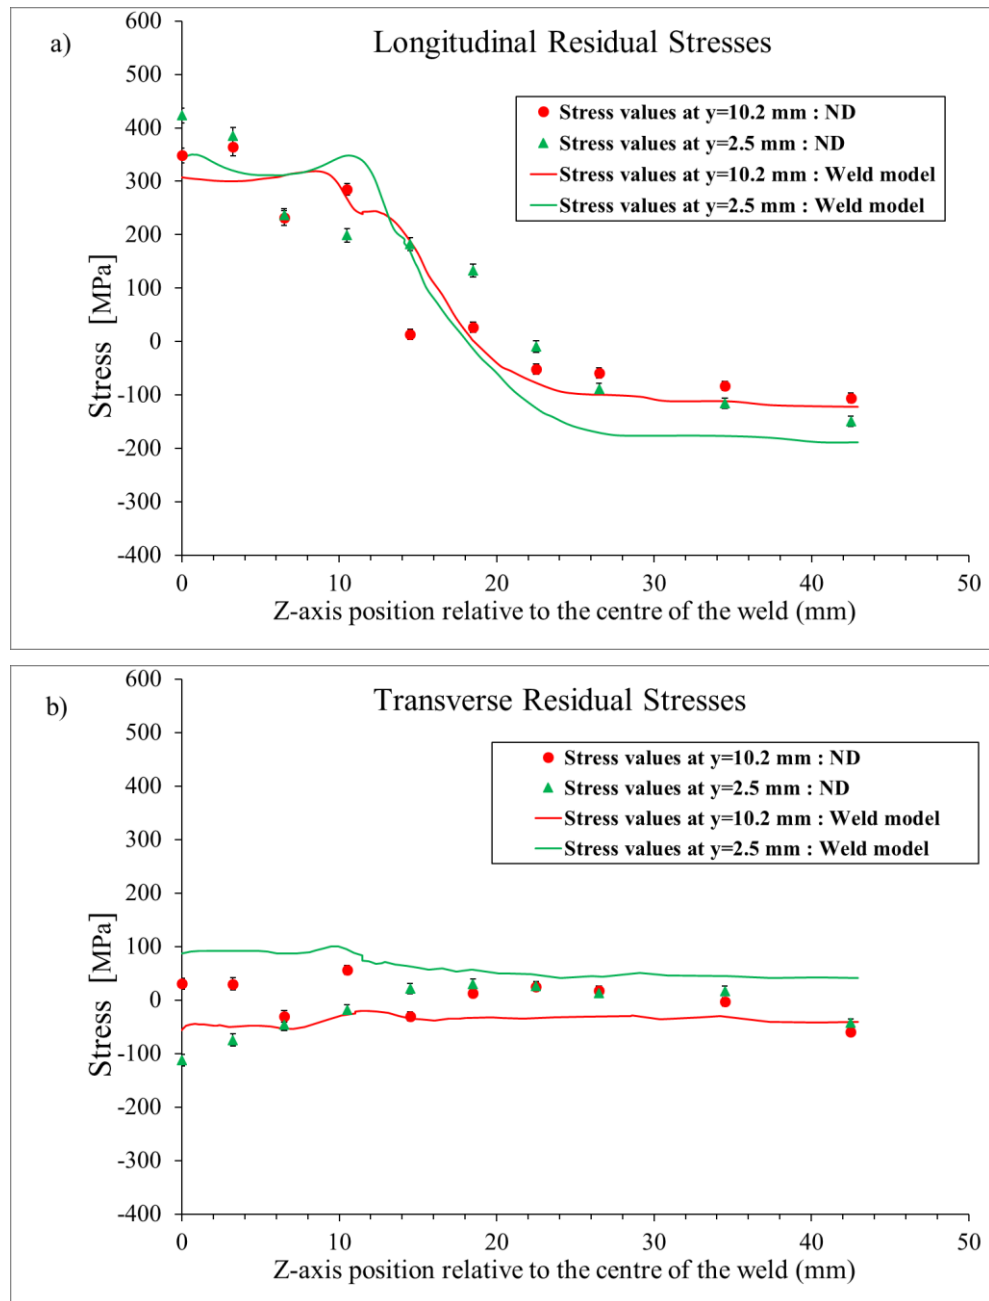 a)
Longitudinal Residual Stresses
600
500
400
300
200
100
0
-100
-200
-300
-400
Stress [MPa]
Stress values at y=10.2 mm : ND
Stress values at y=2.5 mm : ND
Stress values at y=10.2 mm : Weld model
Stress values at y=2.5 mm : Weld model
0 10 20 30 40 50
Z-axis position relative to the centre of the weld (mm)
b)
Transverse Residual Stresses
600
500
400
300
200
100
0
-100
-200
-300
-400
Stress [MPa]
Stress values at y=10.2 mm : ND
Stress values at y=2.5 mm : ND
Stress values at y=10.2 mm : Weld model
Stress values at y=2.5 mm : Weld model
0 10 20 30 40 50
Z-axis position relative to the centre of the weld (mm)